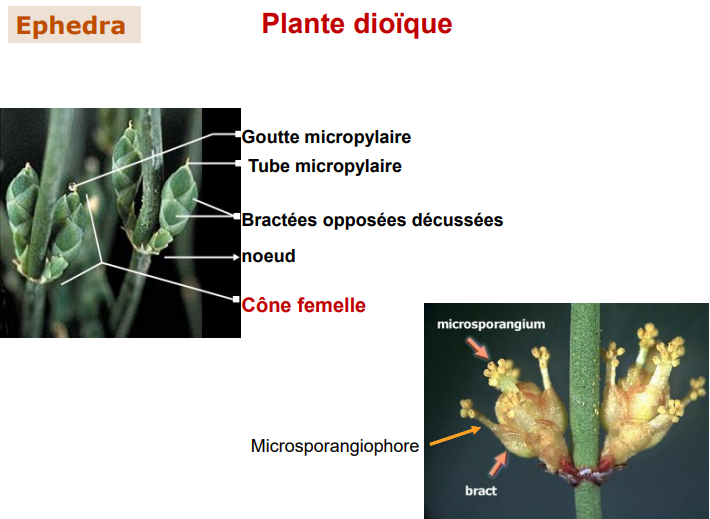 Ephedra
Plante dioïque
Goutte micropylaire
Tube micropylaire
Bractées opposées décussées
noeud
Cône femelle
microsporangium
Microsporangiophore
bract